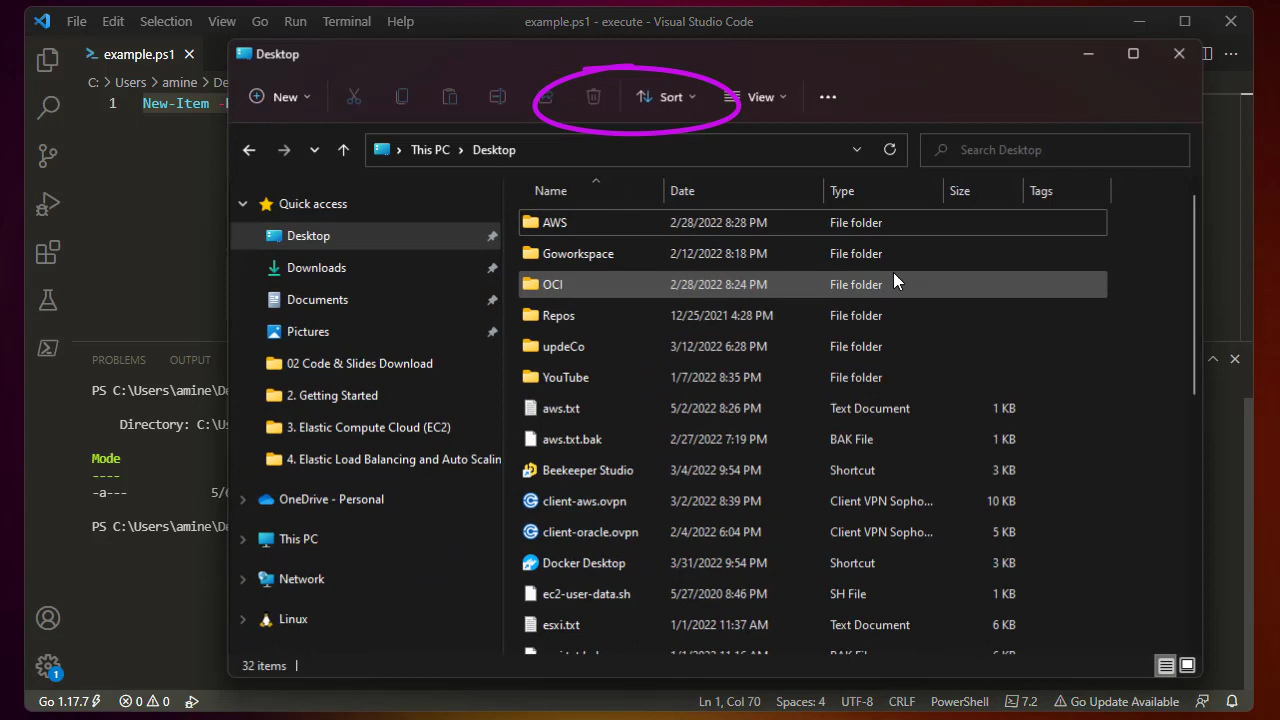 File Edit Selection View Go Run Terminal Help example.ps1 - execute - Visual Studio Code
example.ps1
C: > Users > amine > De
1 New-Item -
PROBLEMS OUTPUT
PS C:\Users\amine\De
Directory: C:\Us
Mode
----
-a--- 5/
PS C:\Users\amine\De
Desktop
New Sort View
This PC > Desktop
Search Desktop
Quick access
Desktop
Downloads
Documents
Pictures
02 Code & Slides Download
2. Getting Started
3. Elastic Compute Cloud (EC2)
4. Elastic Load Balancing and Auto Scalin
OneDrive - Personal
This PC
Network
Linux
Name Date Type Size Tags
AWS 2/28/2022 8:28 PM File folder
Goworkspace 2/12/2022 8:18 PM File folder
OCI 2/28/2022 8:24 PM File folder
Repos 12/25/2021 4:28 PM File folder
updeCo 3/12/2022 6:28 PM File folder
YouTube 1/7/2022 8:35 PM File folder
aws.txt 5/2/2022 8:26 PM Text Document 1 KB
aws.txt.bak 2/27/2022 7:19 PM BAK File 1 KB
Beekeeper Studio 3/4/2022 9:54 PM Shortcut 3 KB
client-aws.ovpn 3/2/2022 8:39 PM Client VPN Sopho... 10 KB
client-oracle.ovpn 2/4/2022 6:04 PM Client VPN Sopho... 5 KB
Docker Desktop 3/31/2022 9:54 PM Shortcut 3 KB
ec2-user-data.sh 5/27/2020 8:46 PM SH File 1 KB
esxi.txt 1/1/2022 11:37 AM Text Document 6 KB
32 items
1
Go 1.17.7 0 0 Ln 1, Col 70 Spaces: 4 UTF-8 CRLF PowerShell 7.2 Go Update Available